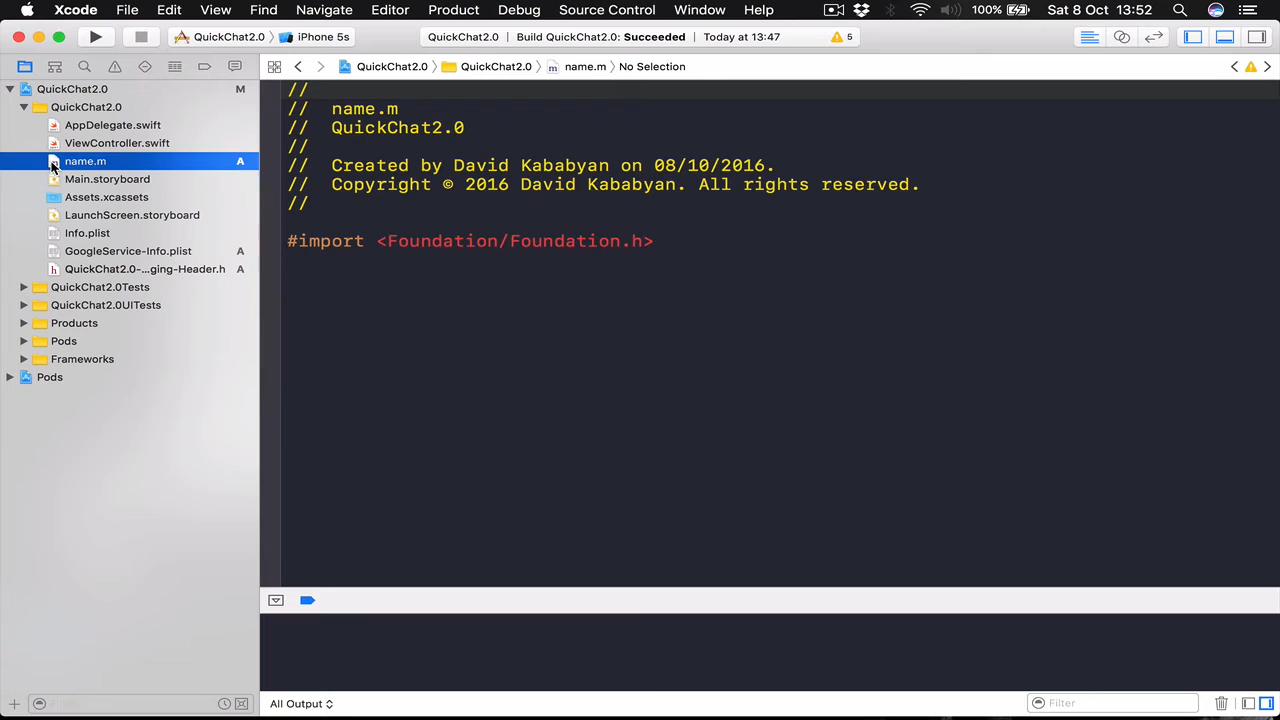 Xcode File Edit View Find Navigate Editor Product Debug Source Control Window Help 100% Sat 8 Oct 13:52
QuickChat2.0 iPhone 5s QuickChat2.0 Build QuickChat2.0: Succeeded Today at 13:47 5
QuickChat2.0 QuickChat2.0 name.m No Selection
QuickChat2.0 M
QuickChat2.0
AppDelegate.swift
ViewController.swift
name.m A
Main.storyboard
Assets.xcassets
LaunchScreen.storyboard
Info.plist
GoogleService-Info.plist A
h QuickChat2.0-...ging-Header.h A
QuickChat2.0Tests
QuickChat2.0UITests
Products
Pods
Frameworks
Pods
//
// name.m
// QuickChat2.0
//
// Created by David Kababyan on 08/10/2016.
// Copyright © 2016 David Kababyan. All rights reserved.
//
#import <Foundation/Foundation.h>
All Output
Filter